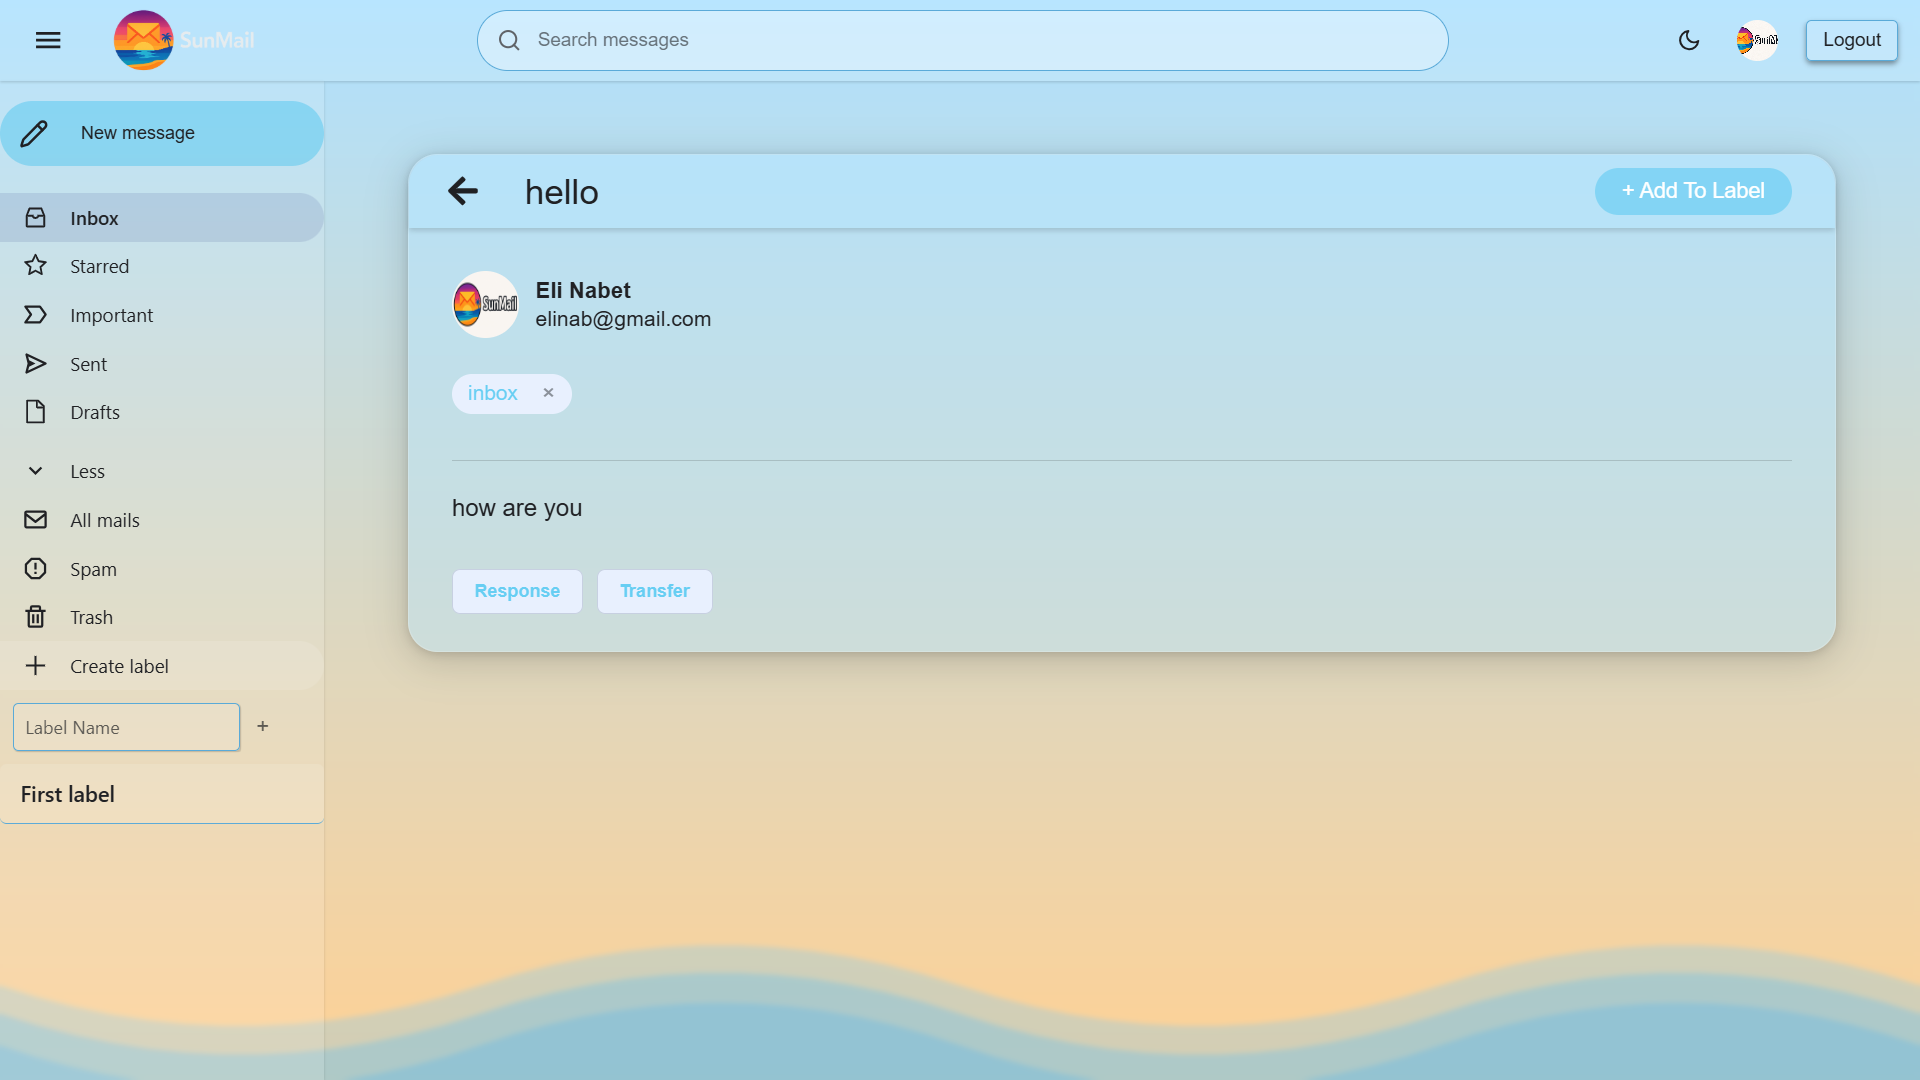 SunMail
Search messages
SunMail
Logout
New message
Inbox
Starred
Important
Sent
Drafts
Less
All mails
Spam
Trash
Create label
Label Name
+
First label
hello
+ Add To Label
SunMail
Eli Nabet
elinab@gmail.com
inbox ×
how are you
Response
Transfer